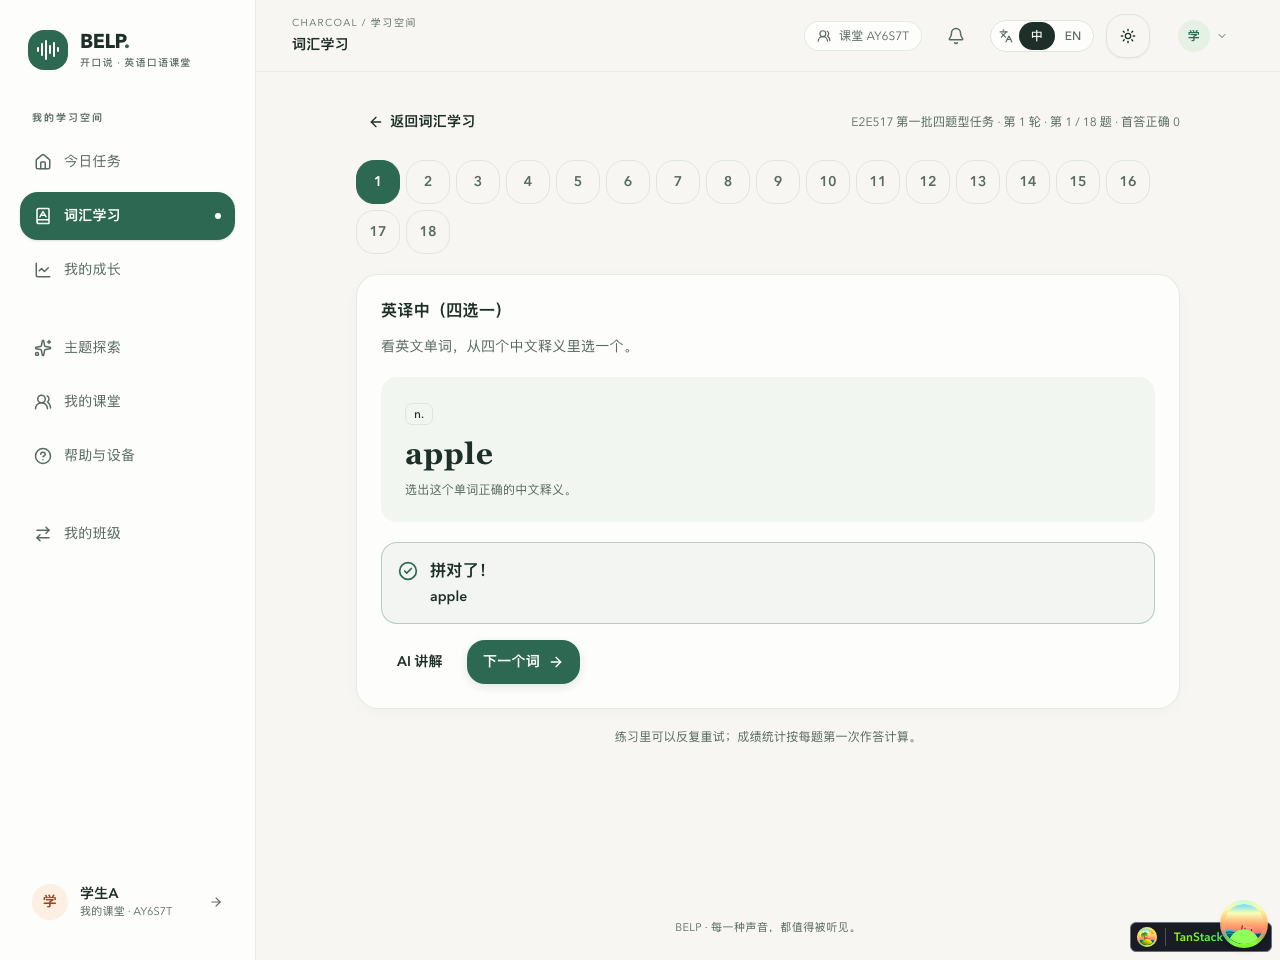 BELP.
开口说 · 英语口语课堂
我的学习空间
今日任务
词汇学习
我的成长
主题探索
我的课堂
帮助与设备
我的班级
学
学生A
我的课堂 · AY6S7T
CHARCOAL / 学习空间
词汇学习
课堂 AY6S7T
中
EN
学
返回词汇学习
E2E517 第一批四题型任务 · 第 1 轮 · 第 1 / 18 题 · 首答正确 0
1 2 3 4 5 6 7 8 9 10 11 12 13 14 15 16
17 18
英译中（四选一）
看英文单词，从四个中文释义里选一个。
n.
apple
选出这个单词正确的中文释义。
拼对了！
apple
AI 讲解
下一个词
练习里可以反复重试；成绩统计按每题第一次作答计算。
BELP · 每一种声音，都值得被听见。
TanStack